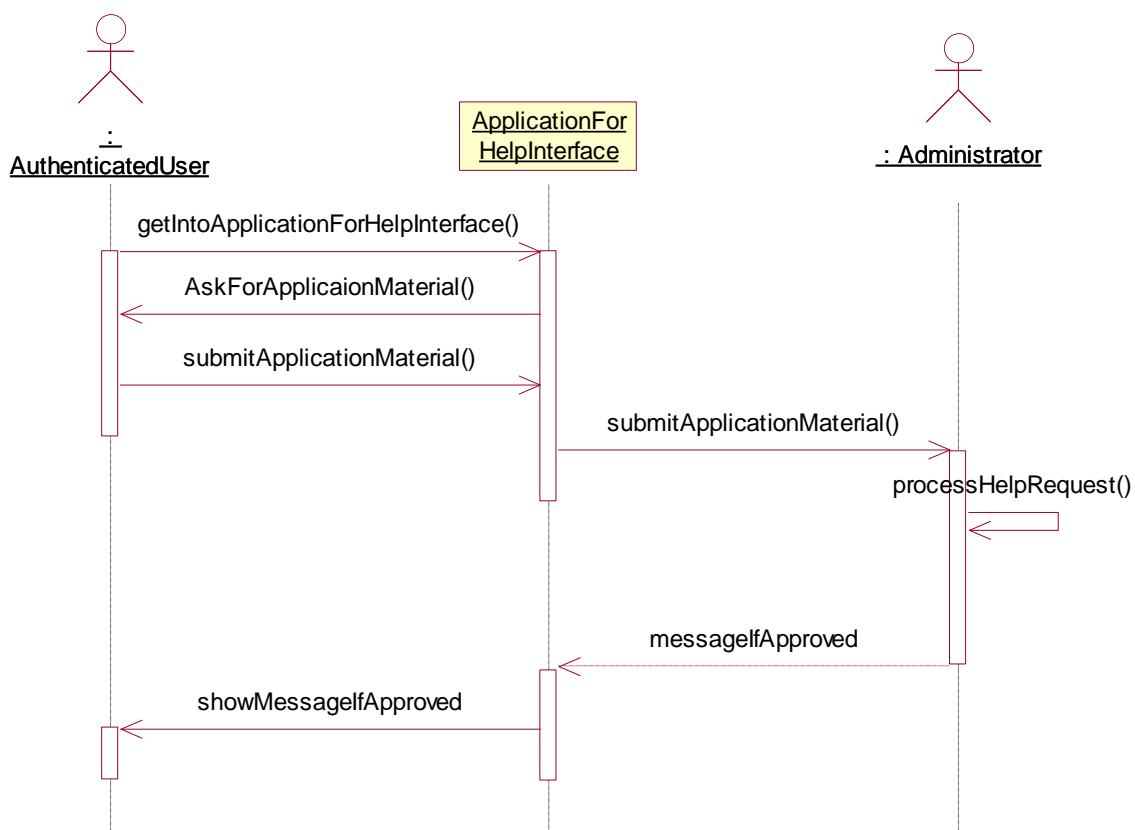 :
AuthenticatedUser
ApplicationFor
HelpInterface
: Administrator
getIntoApplicationForHelpInterface()
AskForApplicaionMaterial()
submitApplicationMaterial()
submitApplicationMaterial()
processHelpRequest()
messageIfApproved
showMessageIfApproved